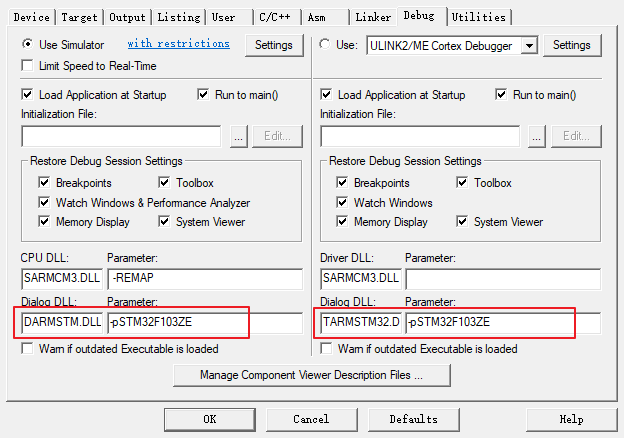 Device Target Output Listing User C/C++ Asm Linker Debug Utilities
Use Simulator with restrictions Settings
Limit Speed to Real-Time
Use: ULINK2/ME Cortex Debugger Settings
Load Application at Startup Run to main()
Initialization File:
... Edit...
Restore Debug Session Settings
Breakpoints Toolbox
Watch Windows & Performance Analyzer
Memory Display System Viewer
CPU DLL: Parameter:
SARMCM3.DLL -REMAP
Dialog DLL: Parameter:
DARMSTM.DLL -pSTM32F103ZE
Warn if outdated Executable is loaded
Load Application at Startup Run to main()
Initialization File:
... Edit...
Restore Debug Session Settings
Breakpoints Toolbox
Watch Windows
Memory Display System Viewer
Driver DLL: Parameter:
SARMCM3.DLL
Dialog DLL: Parameter:
TARMSTM32.D -pSTM32F103ZE
Warn if outdated Executable is loaded
Manage Component Viewer Description Files ...
OK Cancel Defaults Help